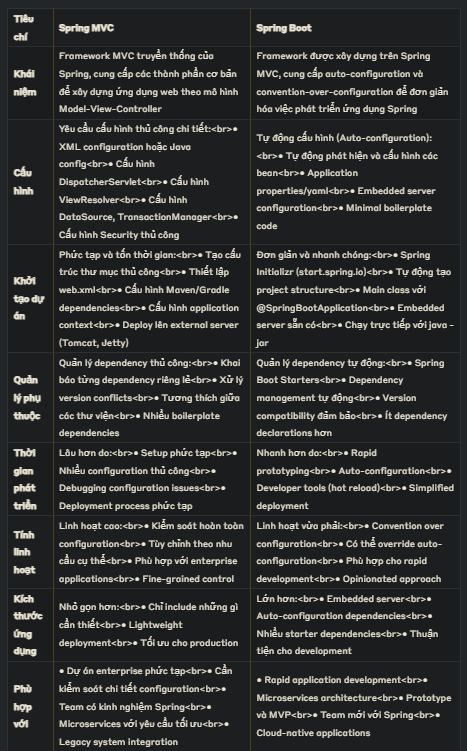 Tiêu
chí
Spring MVC
Spring Boot
Khái
niệm
Framework MVC truyền thống của
Spring, cung cấp các thành phần cơ bản
để xây dựng ứng dụng web theo mô hình
Model-View-Controller
Framework được xây dựng trên Spring
MVC, cung cấp auto-configuration và
convention-over-configuration để đơn giản
hóa việc phát triển ứng dụng Spring
Cấu
hình
Yêu cầu cấu hình thủ công chi tiết:<br>•
XML configuration hoặc Java
config<br>• Cấu hình
DispatcherServlet<br>• Cấu hình
ViewResolver<br>• Cấu hình
DataSource, TransactionManager<br>•
Cấu hình Security thủ công
Tự động cấu hình (Auto-configuration):
<br>• Tự động phát hiện và cấu hình các
bean<br>• Application
properties/yaml<br>• Embedded server
configuration<br>• Minimal boilerplate
code
Khởi
tạo dự
án
Phức tạp và tốn thời gian:<br>• Tạo cấu
trúc thư mục thủ công<br>• Thiết lập
web.xml<br>• Cấu hình Maven/Gradle
dependencies<br>• Cấu hình application
context<br>• Deploy lên external server
(Tomcat, Jetty)
Đơn giản và nhanh chóng:<br>• Spring
Initializr (start.spring.io)<br>• Tự động tạo
project structure<br>• Main class với
@SpringBootApplication<br>• Embedded
server sẵn có<br>• Chạy trực tiếp với java -
jar
Quản
lý phụ
thuộc
Quản lý dependency thủ công:<br>• Khai
báo từng dependency riêng lẻ<br>• Xử lý
version conflicts<br>• Tương thích giữa
các thư viện<br>• Nhiều boilerplate
dependencies
Quản lý dependency tự động:<br>• Spring
Boot Starters<br>• Dependency
management tự động<br>• Version
compatibility đảm bảo<br>• Ít dependency
declarations hơn
Thời
gian
phát
triển
Lâu hơn do:<br>• Setup phức tạp<br>•
Nhiều configuration thủ công<br>•
Debugging configuration issues<br>•
Deployment process phức tạp
Nhanh hơn do:<br>• Rapid
prototyping<br>• Auto-configuration<br>•
Developer tools (hot reload)<br>• Simplified
deployment
Tính
linh
hoạt
Linh hoạt cao:<br>• Kiểm soát hoàn toàn
configuration<br>• Tùy chỉnh theo nhu
cầu cụ thể<br>• Phù hợp với enterprise
applications<br>• Fine-grained control
Linh hoạt vừa phải:<br>• Convention over
configuration<br>• Có thể override auto-
configuration<br>• Phù hợp cho rapid
development<br>• Opinionated approach
Kích
thước
ứng
dụng
Nhỏ gọn hơn:<br>• Chỉ include những gì
cần thiết<br>• Lightweight
deployment<br>• Tối ưu cho production
Lớn hơn:<br>• Embedded server<br>•
Auto-configuration dependencies<br>•
Nhiều starter dependencies<br>• Thuận
tiện cho development
Phù
hợp
với
• Dự án enterprise phức tạp<br>• Cần
kiểm soát chi tiết configuration<br>•
Team có kinh nghiệm Spring<br>•
Microservices với yêu cầu tối ưu<br>•
Legacy system integration
• Rapid application development<br>•
Microservices architecture<br>• Prototype
và MVP<br>• Team mới với Spring<br>•
Cloud-native applications